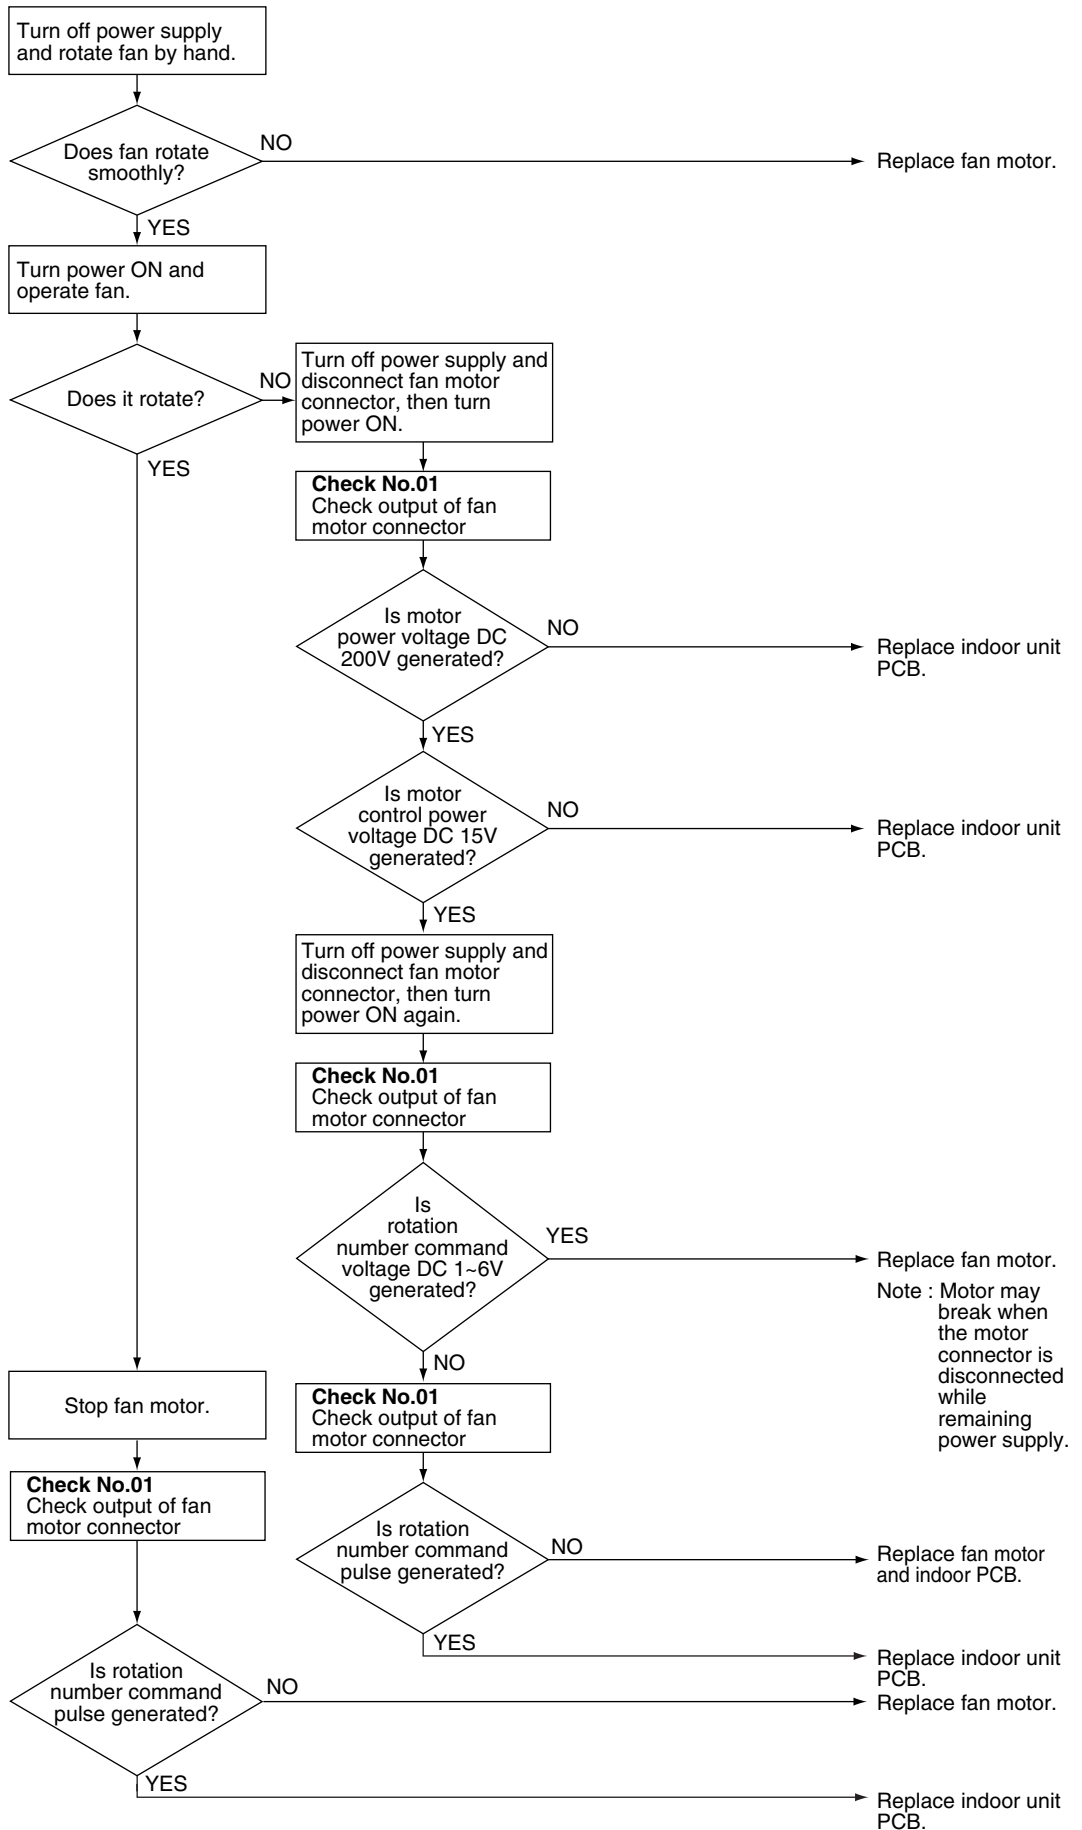 Turn off power supply
and rotate fan by hand.
Does fan rotate
smoothly?
NO
Replace fan motor.
YES
Turn power ON and
operate fan.
Does it rotate?
NO
Turn off power supply and
disconnect fan motor
connector, then turn
power ON.
YES
Check No.01
Check output of fan
motor connector
Is motor
power voltage DC
200V generated?
NO
Replace indoor unit
PCB.
YES
Is motor
control power
voltage DC 15V
generated?
NO
Replace indoor unit
PCB.
YES
Turn off power supply and
disconnect fan motor
connector, then turn
power ON again.
Check No.01
Check output of fan
motor connector
Is
rotation
number command
voltage DC 1~6V
generated?
YES
Replace fan motor.
Note : Motor may
break when
the motor
connector is
disconnected
while
remaining
power supply.
NO
Stop fan motor.
Check No.01
Check output of fan
motor connector
Check No.01
Check output of fan
motor connector
Is rotation
number command
pulse generated?
NO
Replace fan motor
and indoor PCB.
YES
Replace indoor unit
PCB.
Is rotation
number command
pulse generated?
NO
Replace fan motor.
YES
Replace indoor unit
PCB.